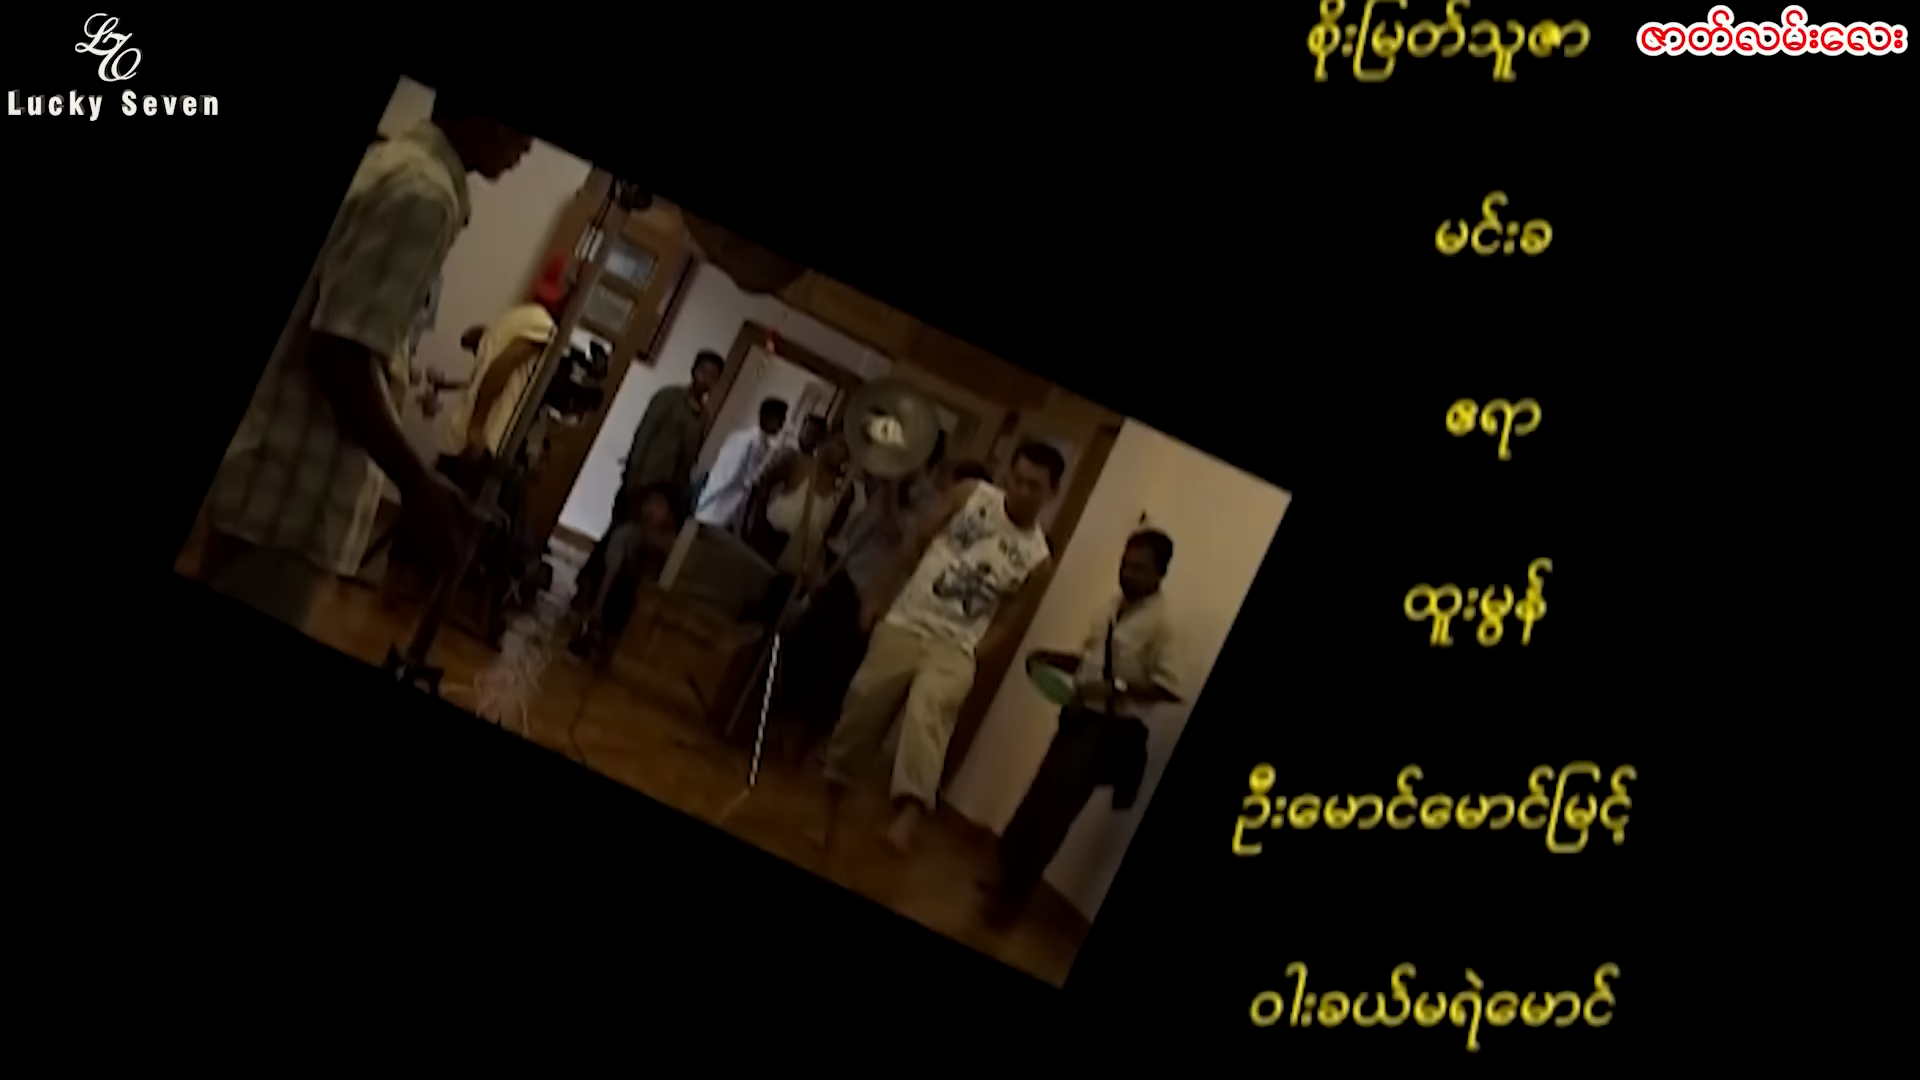 Lucky Seven
ဇာတ်လမ်းလေး
စိုးမြတ်သူဇာ
မင်းခ
ဧရာ
ထူးမွန်
ဦးမောင်မောင်မြင့်
ဝါးခယ်မရဲမောင်